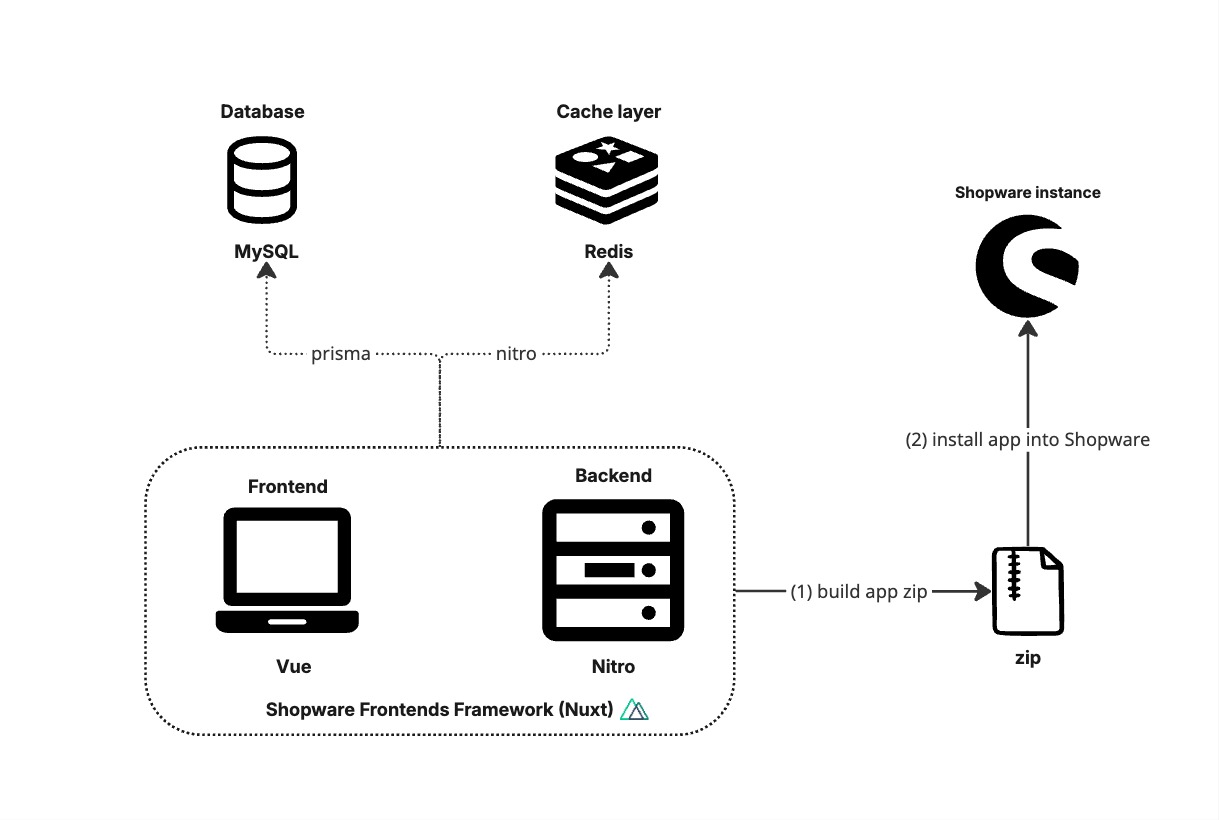 Database
Cache layer
Shopware instance
MySQL
Redis
prisma
nitro
(2) install app into Shopware
Frontend
Backend
(1) build app zip
zip
Vue
Nitro
Shopware Frontends Framework (Nuxt)